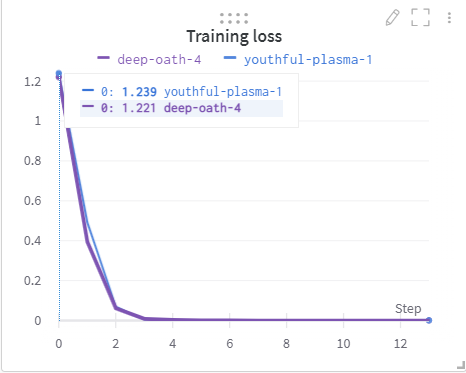 Training loss
deep-oath-4 youthful-plasma-1
0: 1.239 youthful-plasma-1
0: 1.221 deep-oath-4
1.2
1
0.8
0.6
0.4
0.2
0
Step
0 2 4 6 8 10 12